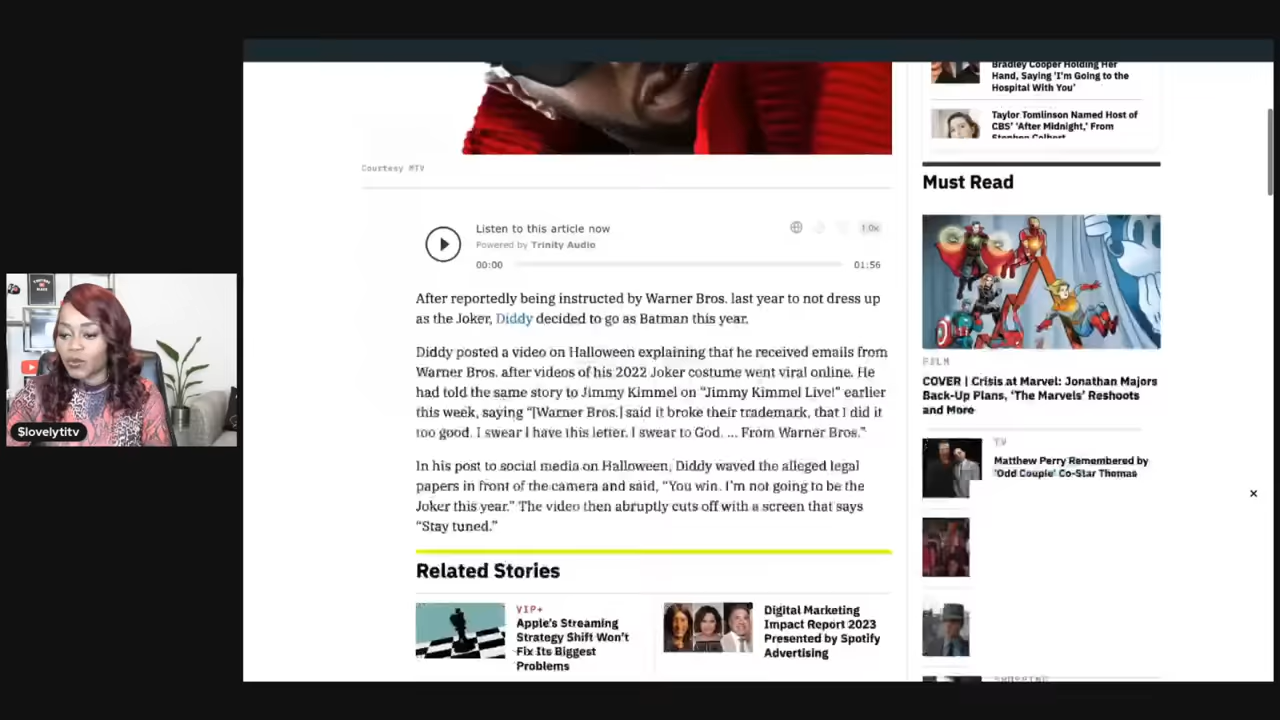 Bradley Cooper Holding Her
Hand, Saying ‘I’m Going to the
Hospital With You’
Taylor Tomlinson Named Host of
CBS’ ‘After Midnight,’ From
Stephen Colbert
Courtesy MTV
Must Read
Listen to this article now
Powered by Trinity Audio
1.0x
00:00
01:56
After reportedly being instructed by Warner Bros. last year to not dress up
as the Joker, Diddy decided to go as Batman this year.
Diddy posted a video on Halloween explaining that he received emails from
Warner Bros. after videos of his 2022 Joker costume went viral online. He
had told the same story to Jimmy Kimmel on “Jimmy Kimmel Live!” earlier
this week, saying “[Warner Bros.] said it broke their trademark, that I did it
too good. I swear I have this letter. I swear to God. … From Warner Bros.”
In his post to social media on Halloween, Diddy waved the alleged legal
papers in front of the camera and said, “You win. I’m not going to be the
Joker this year.” The video then abruptly cuts off with a screen that says
“Stay tuned.”
FILM
COVER | Crisis at Marvel: Jonathan Majors
Back-Up Plans, ‘The Marvels’ Reshoots
and More
TV
Matthew Perry Remembered by
‘Odd Couple’ Co-Star Thomas
$lovelytitv
Related Stories
VIP+
Apple’s Streaming
Strategy Shift Won’t
Fix Its Biggest
Problems
Digital Marketing
Impact Report 2023
Presented by Spotify
Advertising
SHOPPING